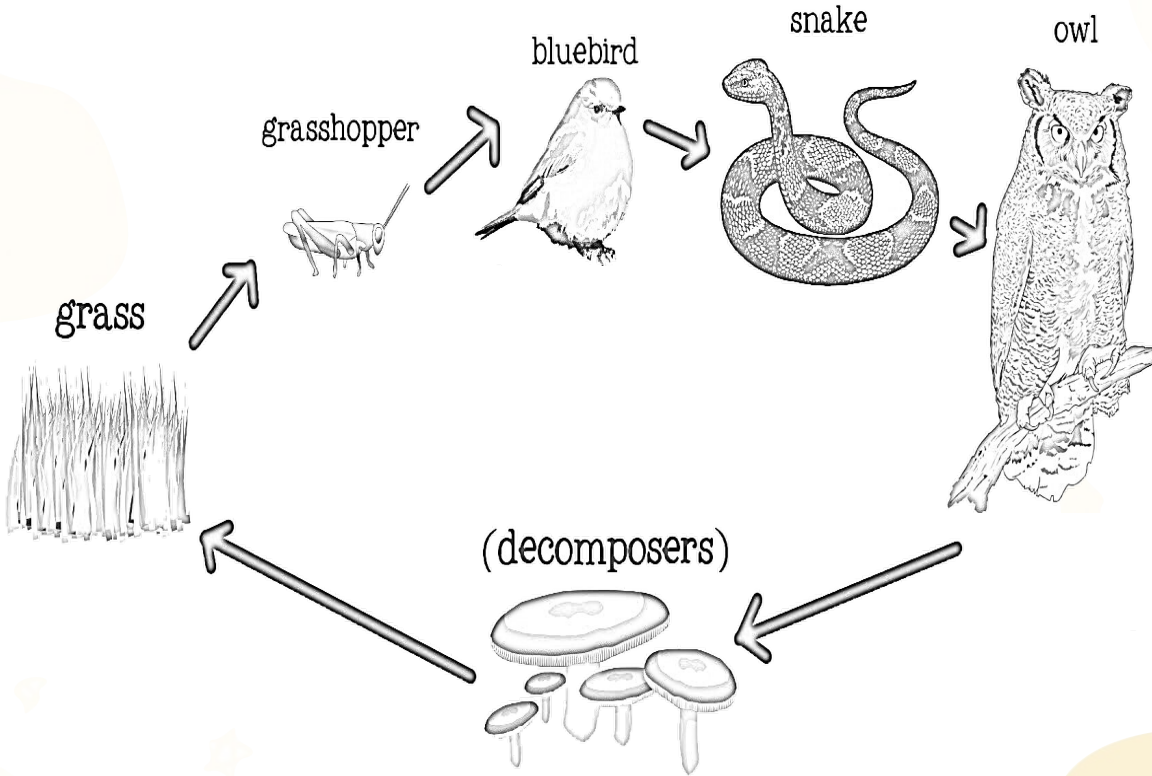 snake
owl
bluebird
grasshopper
grass
(decomposers)